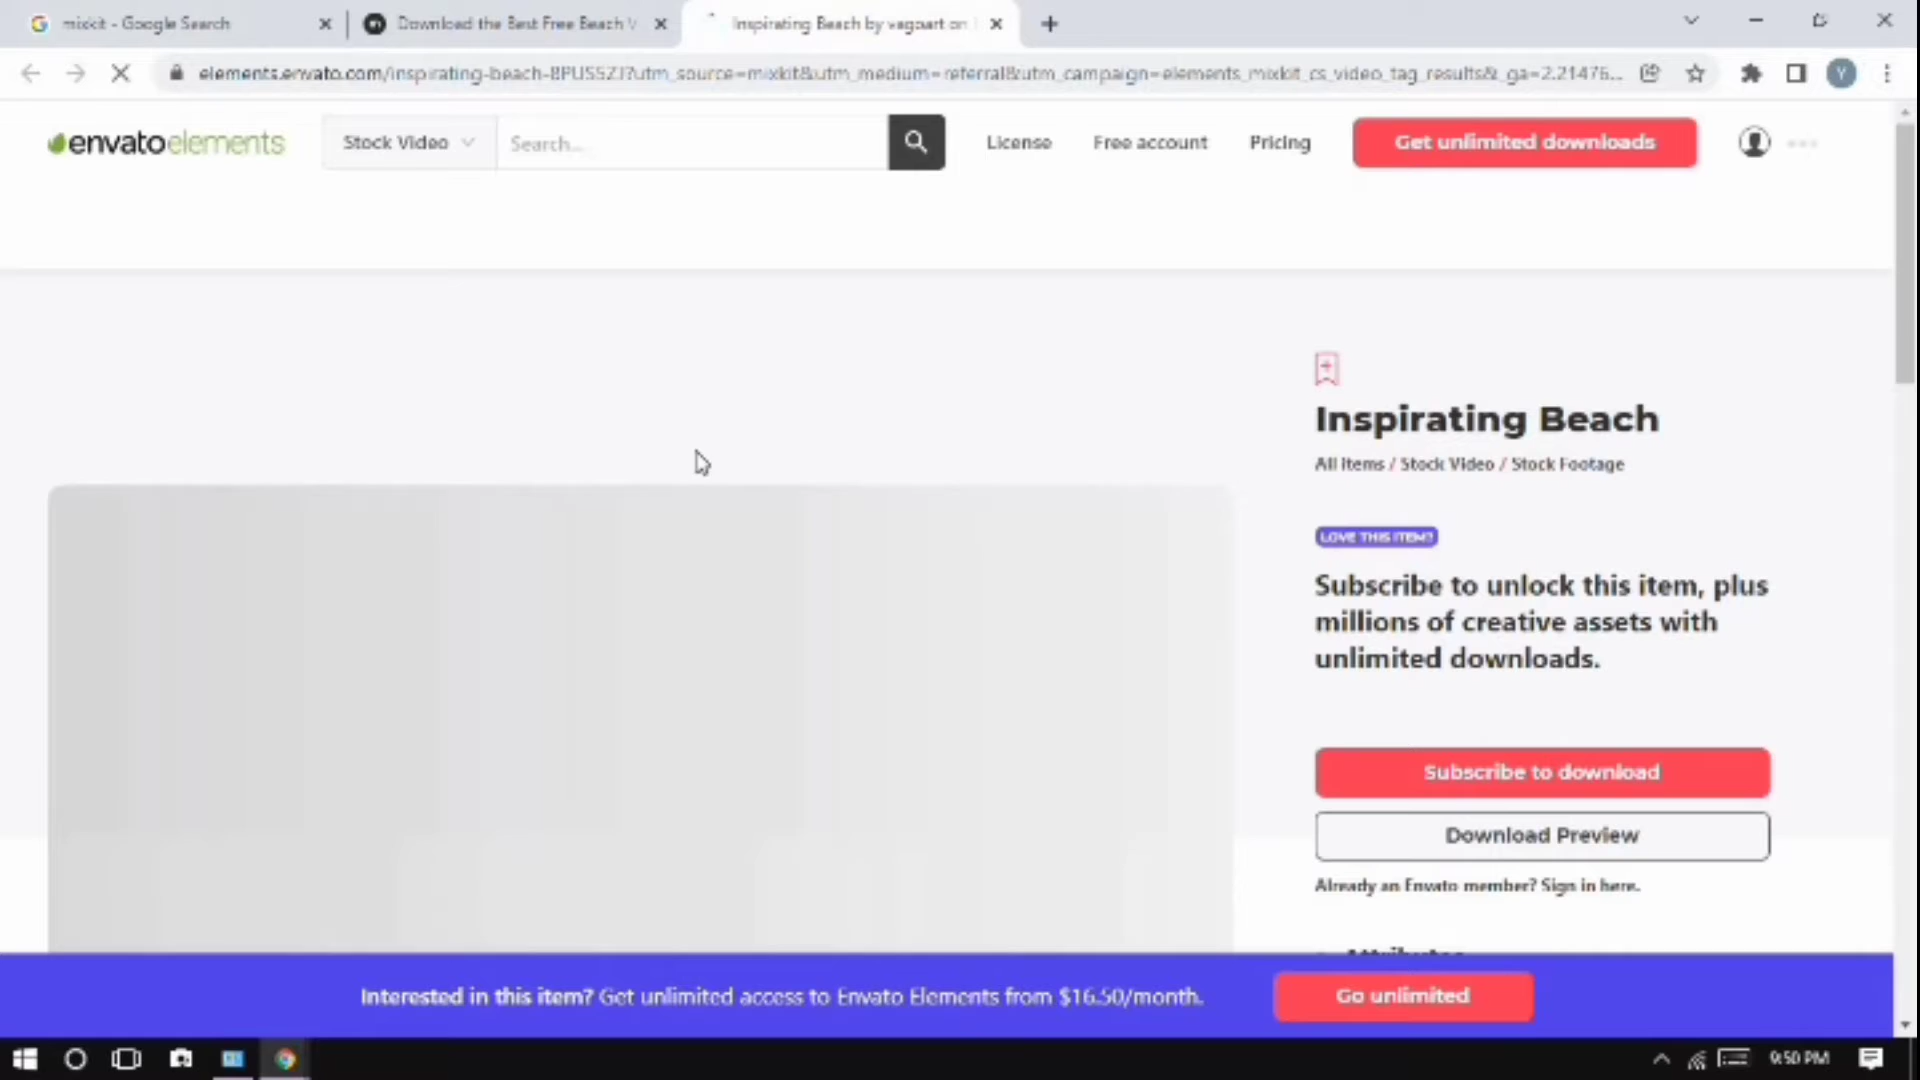 mixkit - Google Search
Download the Best Free Beach V
Inspirating Beach by vagpart on
elements.envato.com/inspirating-beach-8PUS5ZJ?utm_source=mixkit&utm_medium=referral&utm_campaign=elements_mixkit_cs_video_tag_results&_ga=2.21476...
Y
envatoelements
Stock Video
Search...
License
Free account
Pricing
Get unlimited downloads
Inspirating Beach
All Items / Stock Video / Stock Footage
LOVE THIS ITEM?
Subscribe to unlock this item, plus
millions of creative assets with
unlimited downloads.
Subscribe to download
Download Preview
Already an Envato member? Sign in here.
Attributes
Interested in this item? Get unlimited access to Envato Elements from $16.50/month.
Go unlimited
9:50 PM